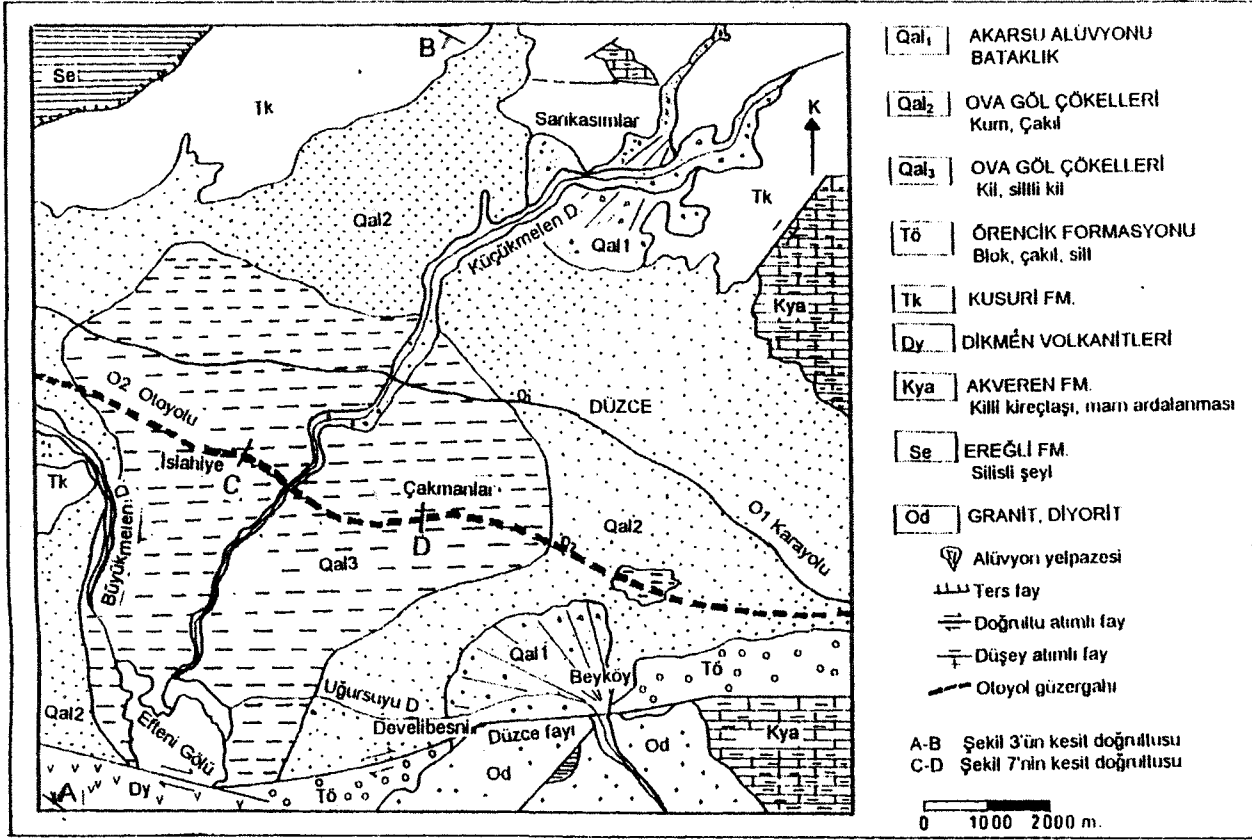 B
Se
Tk
Sarıkasımlar
K
Tk
Qal2
Küçükmelen D
Qal1
Kya
O2 Otoyolu
DÜZCE
Islahiye
C
Tk
Çakmanlar
D
Büyükmelen D
Qal3
Qal2
O1 Karayolu
Qal1
Beyköy
Tö
Uğursuyu D
Qal2
Efteni Gölü
Develibesni
Düzce fayı
Od
Kya
Od
A
Dy
Tö
Qal1 AKARSU ALÜVYONU
BATAKLIK
Qal2 OVA GÖL ÇÖKELLERİ
Kum, Çakıl
Qal3 OVA GÖL ÇÖKELLERİ
Kil, siltli kil
Tö ÖRENCİK FORMASYONU
Blok, çakıl, silt
Tk KUSURİ FM.
Dy DİKMEN VOLKANİTLERİ
Kya AKVEREN FM.
Killi kireçtaşı, marn ardalanması
Se EREĞLİ FM.
Silisli şeyl
Od GRANİT, DİYORİT
Alüvyon yelpazesi
Ters fay
Doğrultu atımlı fay
Düşey atımlı fay
Otoyol güzergahı
A-B Şekil 3'ün kesit doğrultusu
C-D Şekil 7'nin kesit doğrultusu
0 1000 2000 m.